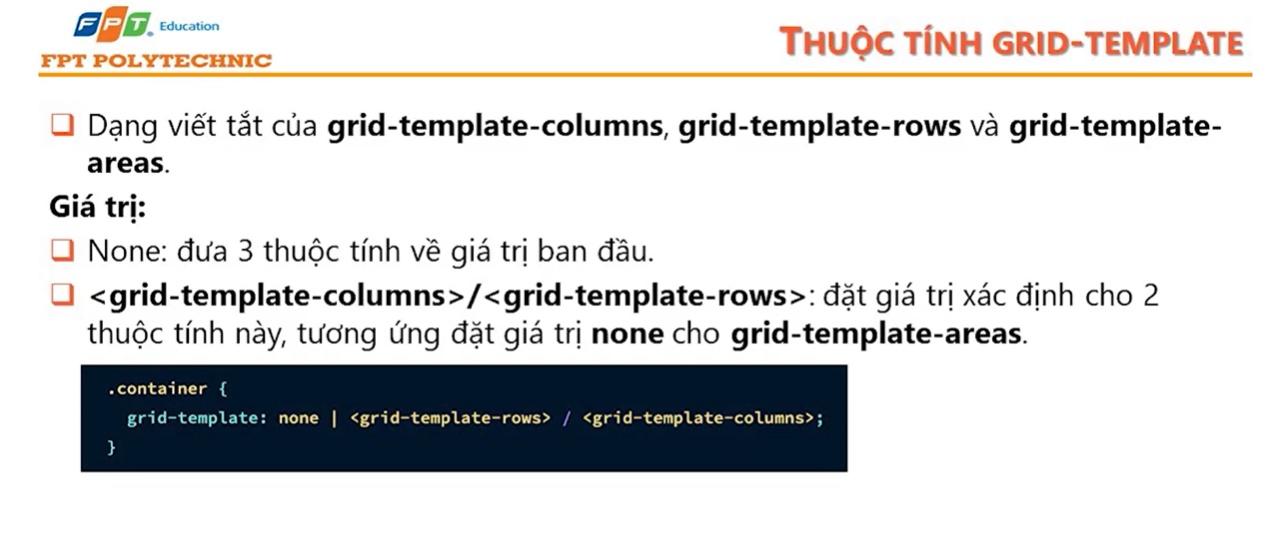 FPT. Education
FPT POLYTECHNIC
THUỘC TÍNH GRID-TEMPLATE
❑ Dạng viết tắt của grid-template-columns, grid-template-rows và grid-template-
areas.
Giá trị:
❑ None: đưa 3 thuộc tính về giá trị ban đầu.
❑ <grid-template-columns>/<grid-template-rows>: đặt giá trị xác định cho 2
thuộc tính này, tương ứng đặt giá trị none cho grid-template-areas.
.container {
grid-template: none | <grid-template-rows> / <grid-template-columns>;
}